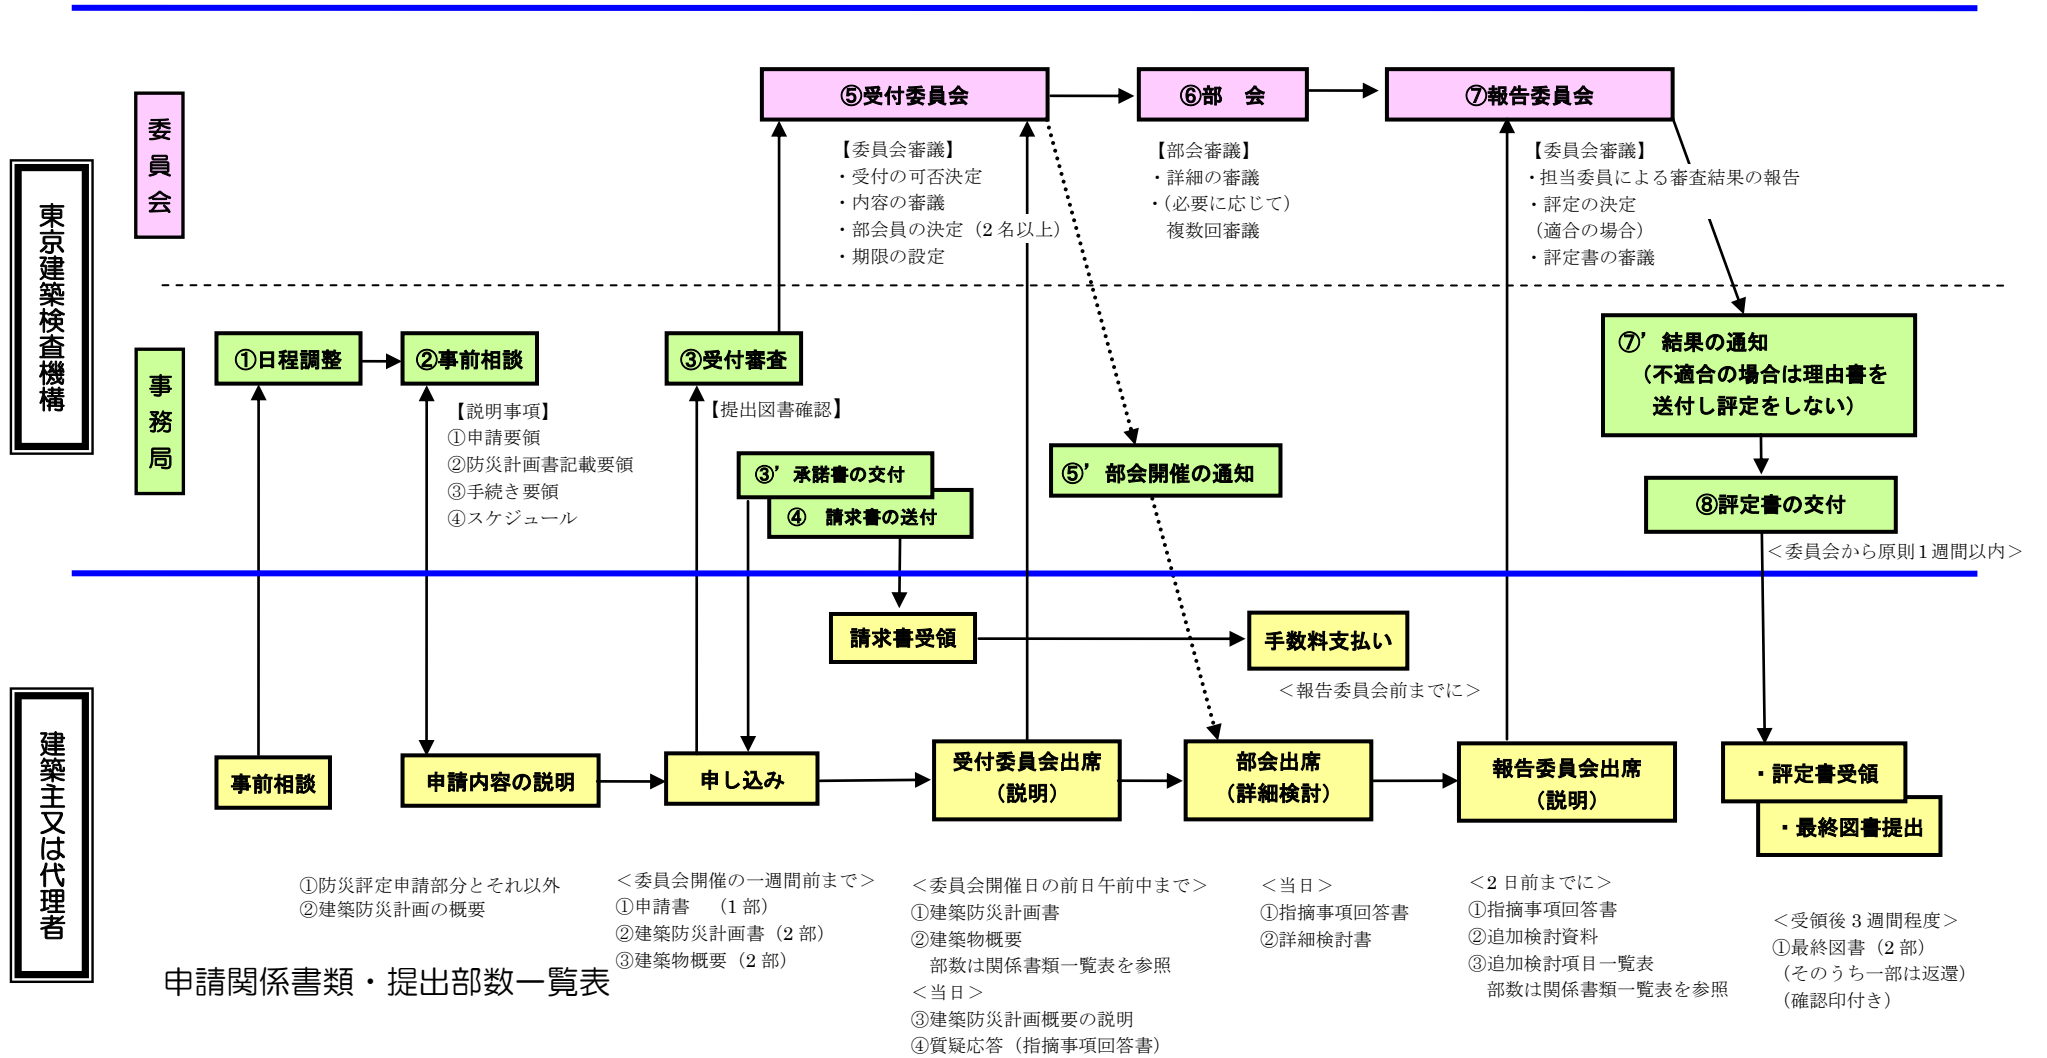 東京建築検査機構
委員会
⑤受付委員会
⑥部　会
⑦報告委員会
【委員会審議】
・受付の可否決定
・内容の審議
・部会員の決定（2 名以上）
・期限の設定
【部会審議】
・詳細の審議
・（必要に応じて）
複数回審議
【委員会審議】
・担当委員による審査結果の報告
・評定の決定
（適合の場合）
・評定書の審議
事務局
①日程調整
②事前相談
【説明事項】
①申請要領
②防災計画書記載要領
③手続き要領
④スケジュール
③受付審査
【提出図書確認】
③’ 承諾書の交付
④　請求書の送付
⑤’ 部会開催の通知
⑦’ 結果の通知
（不適合の場合は理由書を
送付し評定をしない）
⑧評定書の交付
＜委員会から原則 1 週間以内＞
建築主又は代理者
請求書受領
手数料支払い
＜報告委員会前までに＞
事前相談
申請内容の説明
申し込み
受付委員会出席
（説明）
部会出席
（詳細検討）
報告委員会出席
（説明）
・評定書受領
・最終図書提出
①防災評定申請部分とそれ以外
②建築防災計画の概要
＜委員会開催の一週間前まで＞
①申請書　（1 部）
②建築防災計画書（2 部）
③建築物概要（2 部）
＜委員会開催日の前日午前中まで＞
①建築防災計画書
②建築物概要
部数は関係書類一覧表を参照
＜当日＞
③建築防災計画概要の説明
④質疑応答（指摘事項回答書）
＜当日＞
①指摘事項回答書
②詳細検討書
＜2 日前までに＞
①指摘事項回答書
②追加検討資料
③追加検討項目一覧表
部数は関係書類一覧表を参照
＜受領後 3 週間程度＞
①最終図書（2 部）
（そのうち一部は返還）
（確認印付き）
申請関係書類・提出部数一覧表